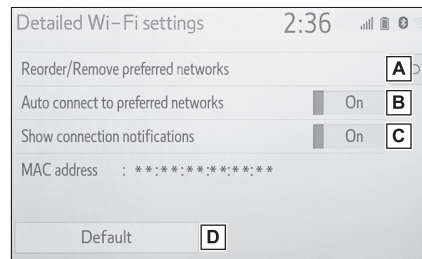 Detailed Wi-Fi settings 2:36
Reorder/Remove preferred networks A
Auto connect to preferred networks On B
Show connection notifications On C
MAC address : **:**:**:**:**:**
Default D